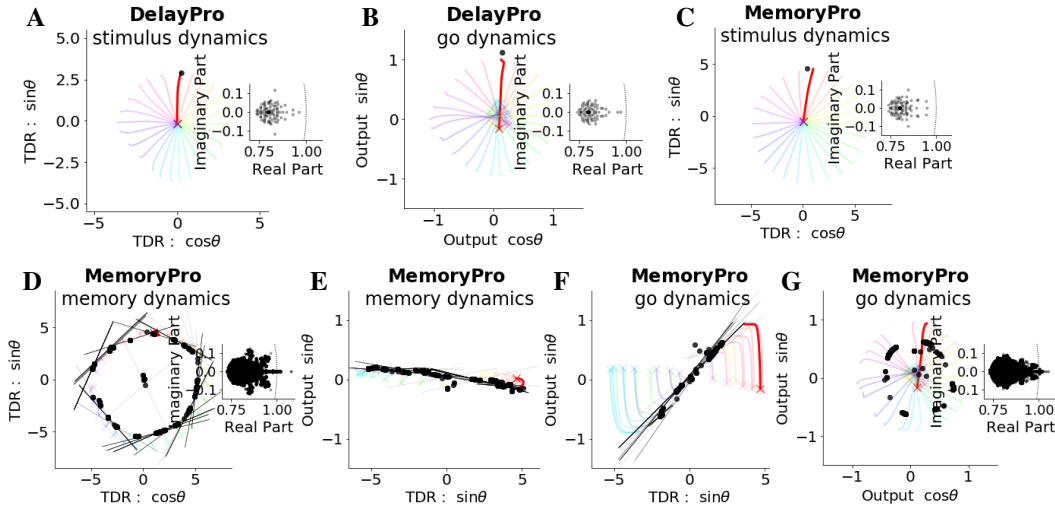 A
DelayPro
stimulus dynamics
TDR : sinθ
5.0
2.5
0.0
−2.5
−5.0
−5
0
5
TDR : cosθ
Imaginary Part
0.1
0.0
−0.1
0.75
1.00
Real Part
B
DelayPro
go dynamics
Output sinθ
1
0
−1
−1
0
1
Output cosθ
Imaginary Part
0.1
0.0
−0.1
0.75
1.00
Real Part
C
MemoryPro
stimulus dynamics
TDR : sinθ
5
0
−5
−5
0
5
TDR : cosθ
Imaginary Part
0.1
0.0
−0.1
0.75
1.00
Real Part
D
MemoryPro
memory dynamics
TDR : sinθ
5
0
−5
−5
0
5
TDR : cosθ
Imaginary Part
0.1
0.0
−0.1
0.75
1.00
Real Part
E
MemoryPro
memory dynamics
Output sinθ
1
0
−1
−5
0
5
TDR : sinθ
F
MemoryPro
go dynamics
Output sinθ
1
0
−1
−5
0
5
TDR : sinθ
G
MemoryPro
go dynamics
Output sinθ
1
0
−1
−1
0
1
Output cosθ
Imaginary Part
0.1
0.0
−0.1
0.75
1.00
Real Part